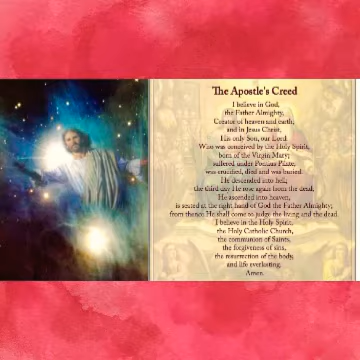 The Apostle's Creed
I believe in God,
the Father Almighty,
Creator of heaven and earth;
and in Jesus Christ,
His only Son, our Lord:
Who was conceived by the Holy Spirit,
born of the Virgin Mary;
suffered under Pontius Pilate,
was crucified, died and was buried.
He descended into hell;
the third day He rose again from the dead;
He ascended into heaven,
is seated at the right hand of God the Father Almighty;
from thence He shall come to judge the living and the dead.
I believe in the Holy Spirit,
the Holy Catholic Church,
the communion of Saints,
the forgiveness of sins,
the resurrection of the body,
and life everlasting.
Amen.